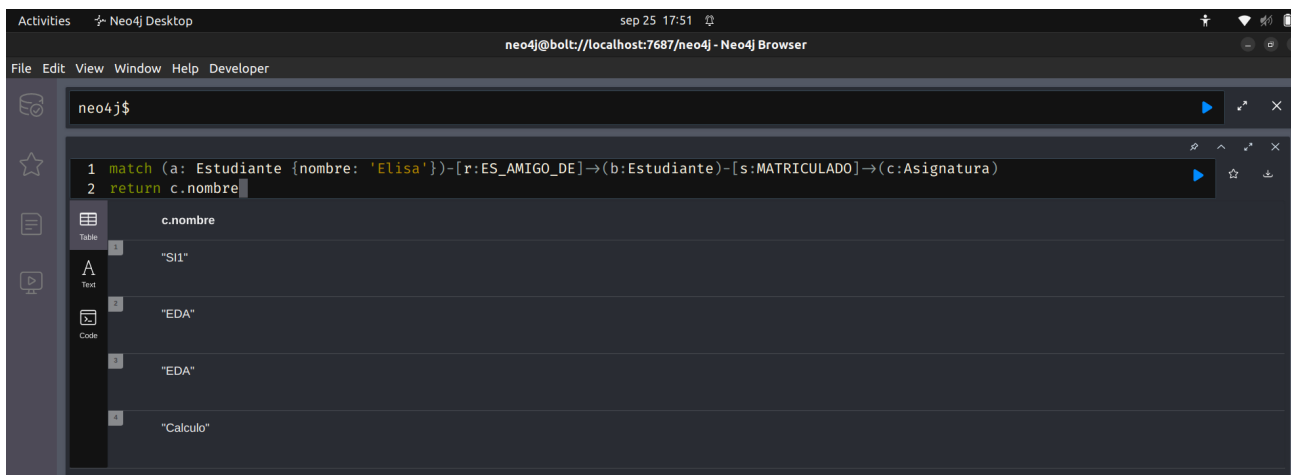 Activities Neo4j Desktop sep 25 17:51
neo4j@bolt://localhost:7687/neo4j - Neo4j Browser
File Edit View Window Help Developer
neo4j$
1 match (a: Estudiante {nombre: 'Elisa'})-[r:ES_AMIGO_DE]→(b:Estudiante)-[s:MATRICULADO]→(c:Asignatura)
2 return c.nombre
Table
c.nombre
1
"SI1"
A
Text
2
"EDA"
Code
3
"EDA"
4
"Calculo"